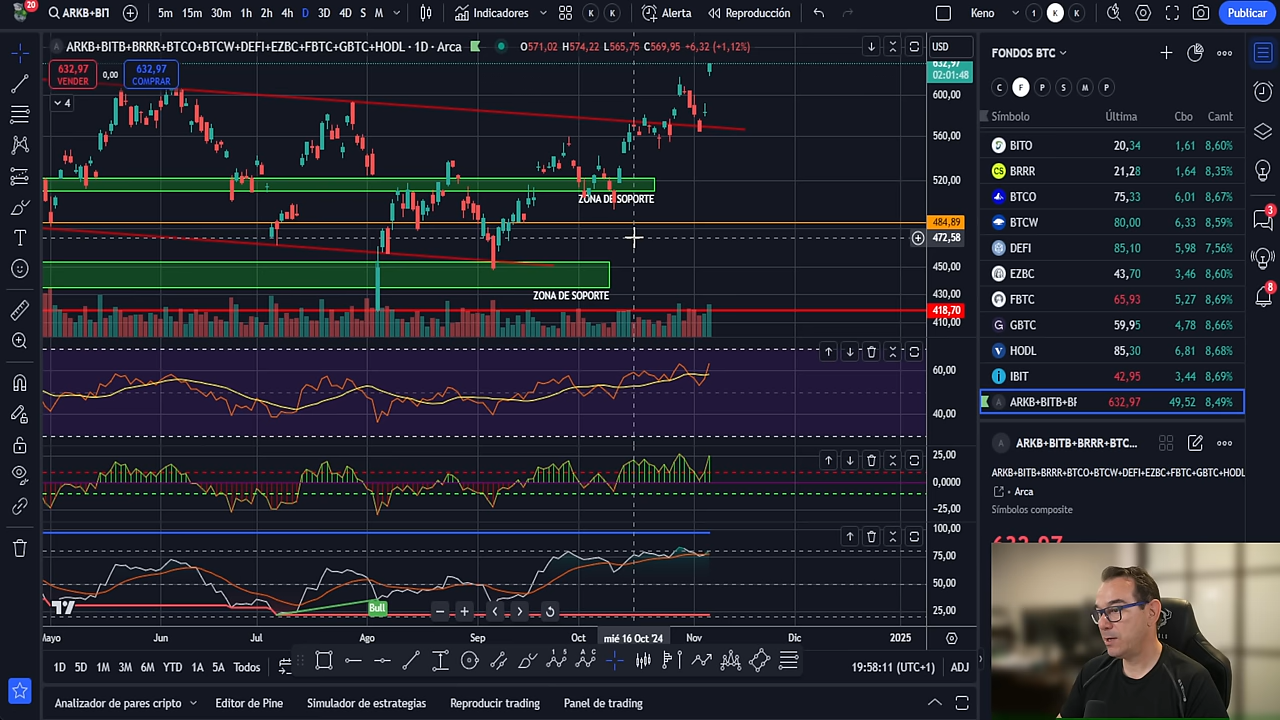 20
ARKB+BIT
5m 15m 30m 1h 2h 4h D 3D 4D S M
Indicadores
K K
Alerta
Reproducción
Keno
1 K K
Publicar
ARKB+BITB+BRRR+BTCO+BTCW+DEFI+EZBC+FBTC+GBTC+HODL · 1D · Arca
O571,02 H574,22 L565,75 C569,95 +6,32 (+1,12%)
USD
632,97
VENDER
0,00
632,97
COMPRAR
4
632,97
02:01:48
600,00
560,00
520,00
ZONA DE SOPORTE
484,89
472,58
450,00
430,00
ZONA DE SOPORTE
418,70
410,00
60,00
40,00
25,00
0,0000
−25,00
100,00
75,00
50,00
25,00
Bull
Mayo Jun Jul Ago Sep Oct mié 16 Oct '24 Nov Dic 2025
1D 5D 1M 3M 6M YTD 1A 5A Todos
19:58:11 (UTC+1) ADJ
Analizador de pares cripto
Editor de Pine
Simulador de estrategias
Reproducir trading
Panel de trading
FONDOS BTC
C F P S M P
Símbolo Última Cbo Camt
BITO 20,34 1,61 8,60%
BRRR 21,28 1,64 8,35%
BTCO 75,33 6,01 8,67%
BTCW 80,00 6,33 8,59%
DEFI 85,10 5,98 7,56%
EZBC 43,70 3,46 8,60%
FBTC 65,93 5,27 8,69%
GBTC 59,95 4,78 8,66%
HODL 85,30 6,81 8,68%
IBIT 42,95 3,44 8,69%
ARKB+BITB+BF 632,97 49,52 8,49%
ARKB+BITB+BRRR+BTC...
ARKB+BITB+BRRR+BTCO+BTCW+DEFI+EZBC+FBTC+GBTC+HODL
Arca
Símbolos composite
632,97
3
8